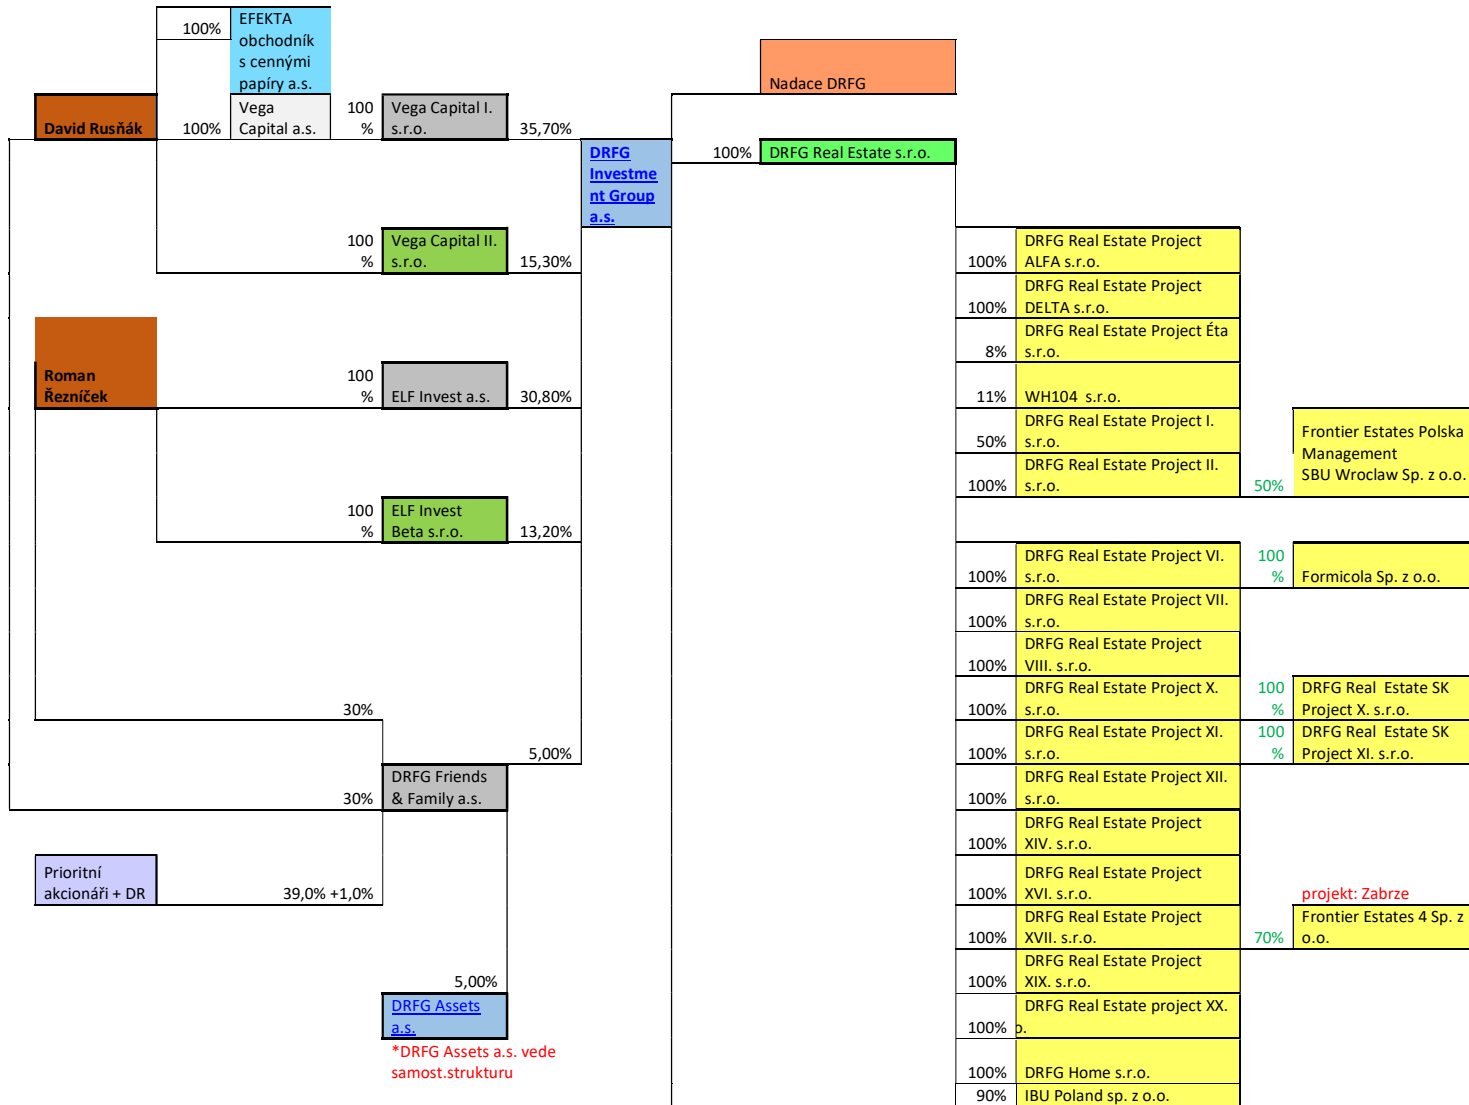 100%
EFEKTA
obchodník
s cennými
papíry a.s.
Nadace DRFG
David Rusňák
100%
Vega
Capital a.s.
100
%
Vega Capital I.
s.r.o.
35,70%
DRFG
Investme
nt Group
a.s.
100%
DRFG Real Estate s.r.o.
100
%
Vega Capital II.
s.r.o.
15,30%
100%
DRFG Real Estate Project
ALFA s.r.o.
100%
DRFG Real Estate Project
DELTA s.r.o.
8%
DRFG Real Estate Project Éta
s.r.o.
Roman
Řezníček
100
%
ELF Invest a.s.
30,80%
11%
WH104 s.r.o.
50%
DRFG Real Estate Project I.
s.r.o.
100%
DRFG Real Estate Project II.
s.r.o.
50%
Frontier Estates Polska
Management
SBU Wroclaw Sp. z o.o.
100
%
ELF Invest
Beta s.r.o.
13,20%
100%
DRFG Real Estate Project VI.
s.r.o.
100
%
Formicola Sp. z o.o.
100%
DRFG Real Estate Project VII.
s.r.o.
100%
DRFG Real Estate Project
VIII. s.r.o.
30%
100%
DRFG Real Estate Project X.
s.r.o.
100
%
DRFG Real Estate SK
Project X. s.r.o.
5,00%
100%
DRFG Real Estate Project XI.
s.r.o.
100
%
DRFG Real Estate SK
Project XI. s.r.o.
30%
DRFG Friends
& Family a.s.
100%
DRFG Real Estate Project XII.
s.r.o.
100%
DRFG Real Estate Project
XIV. s.r.o.
Prioritní
akcionáři + DR
39,0% +1,0%
100%
DRFG Real Estate Project
XVI. s.r.o.
projekt: Zabrze
100%
DRFG Real Estate Project
XVII. s.r.o.
70%
Frontier Estates 4 Sp. z
o.o.
5,00%
100%
DRFG Real Estate Project
XIX. s.r.o.
DRFG Assets
a.s.
100%
DRFG Real Estate project XX.
o.
*DRFG Assets a.s. vede
samost.strukturu
100%
DRFG Home s.r.o.
90%
IBU Poland sp. z o.o.